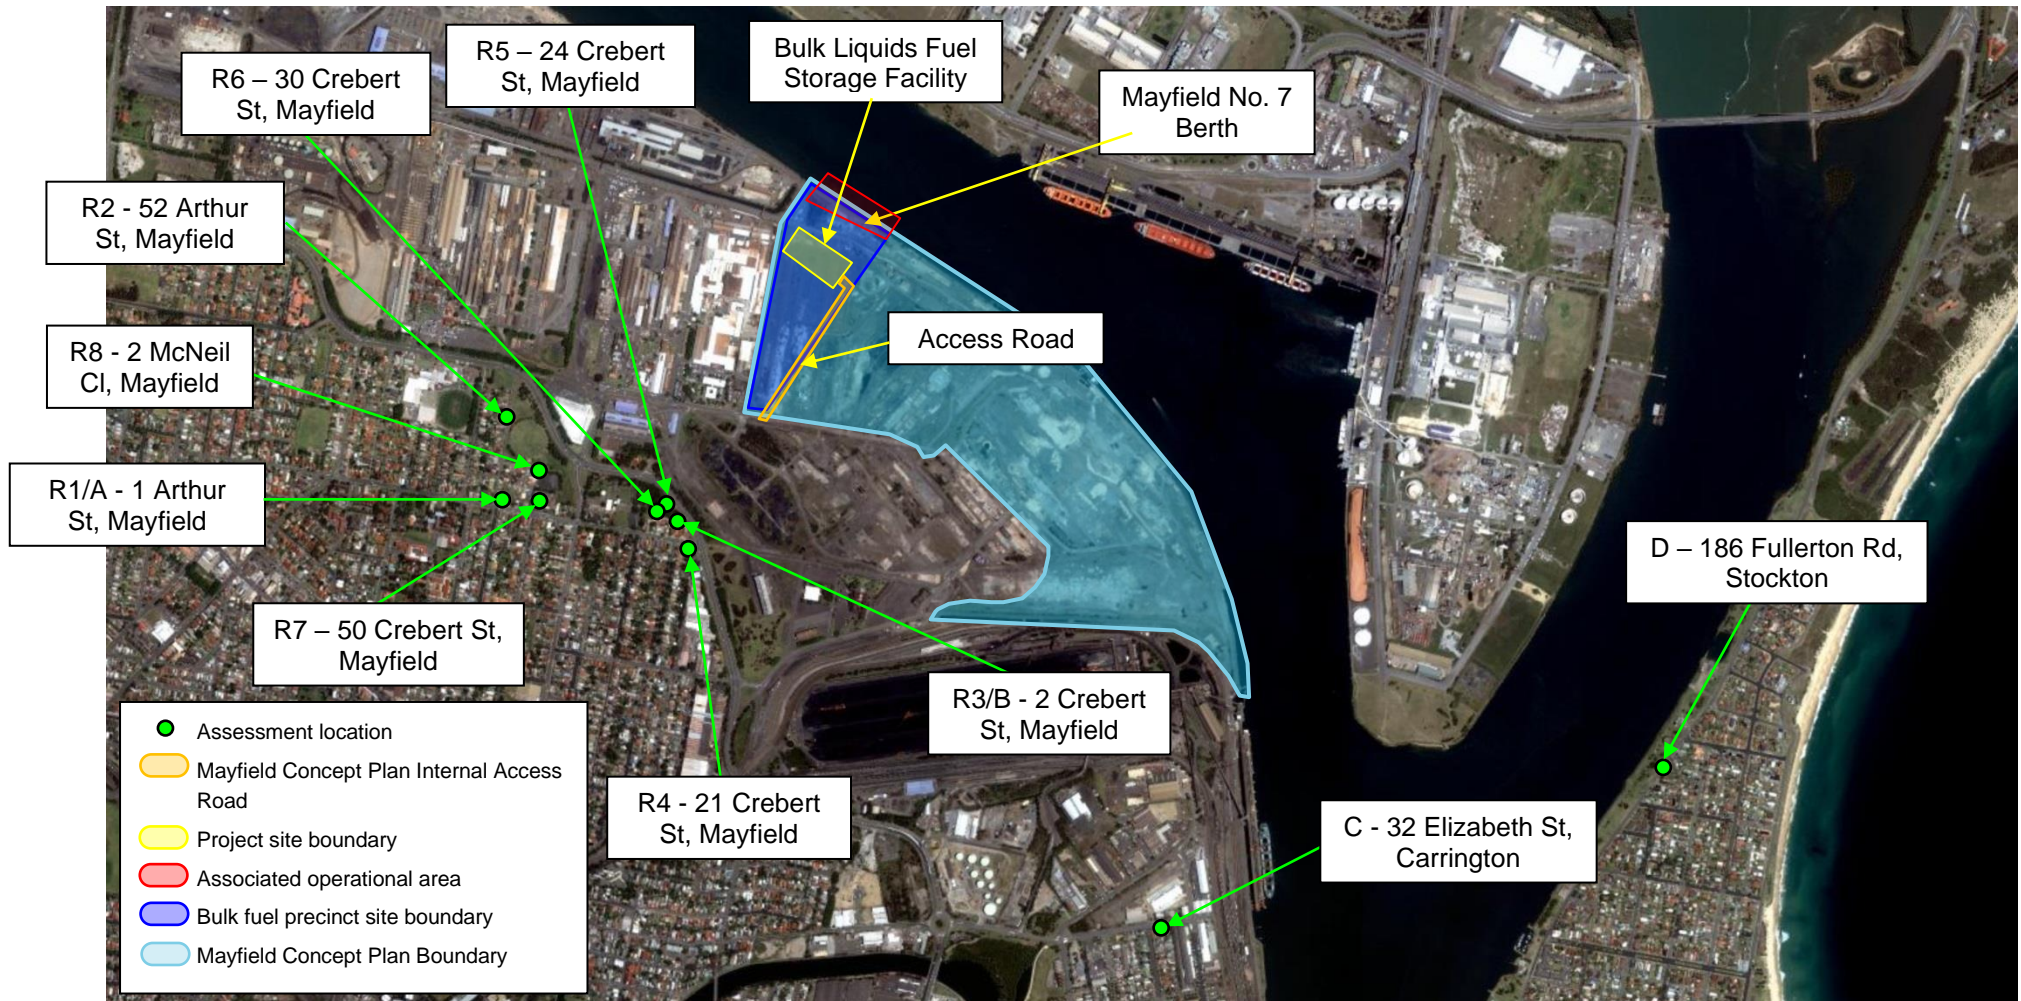 R5 – 24 Crebert
St, Mayfield
Bulk Liquids Fuel
Storage Facility
R6 – 30 Crebert
St, Mayfield
Mayfield No. 7
Berth
R2 - 52 Arthur
St, Mayfield
Access Road
R8 - 2 McNeil
Cl, Mayfield
R1/A - 1 Arthur
St, Mayfield
D – 186 Fullerton Rd,
Stockton
R7 – 50 Crebert St,
Mayfield
R3/B - 2 Crebert
St, Mayfield
R4 - 21 Crebert
St, Mayfield
C - 32 Elizabeth St,
Carrington
Assessment location
Mayfield Concept Plan Internal Access
Road
Project site boundary
Associated operational area
Bulk fuel precinct site boundary
Mayfield Concept Plan Boundary